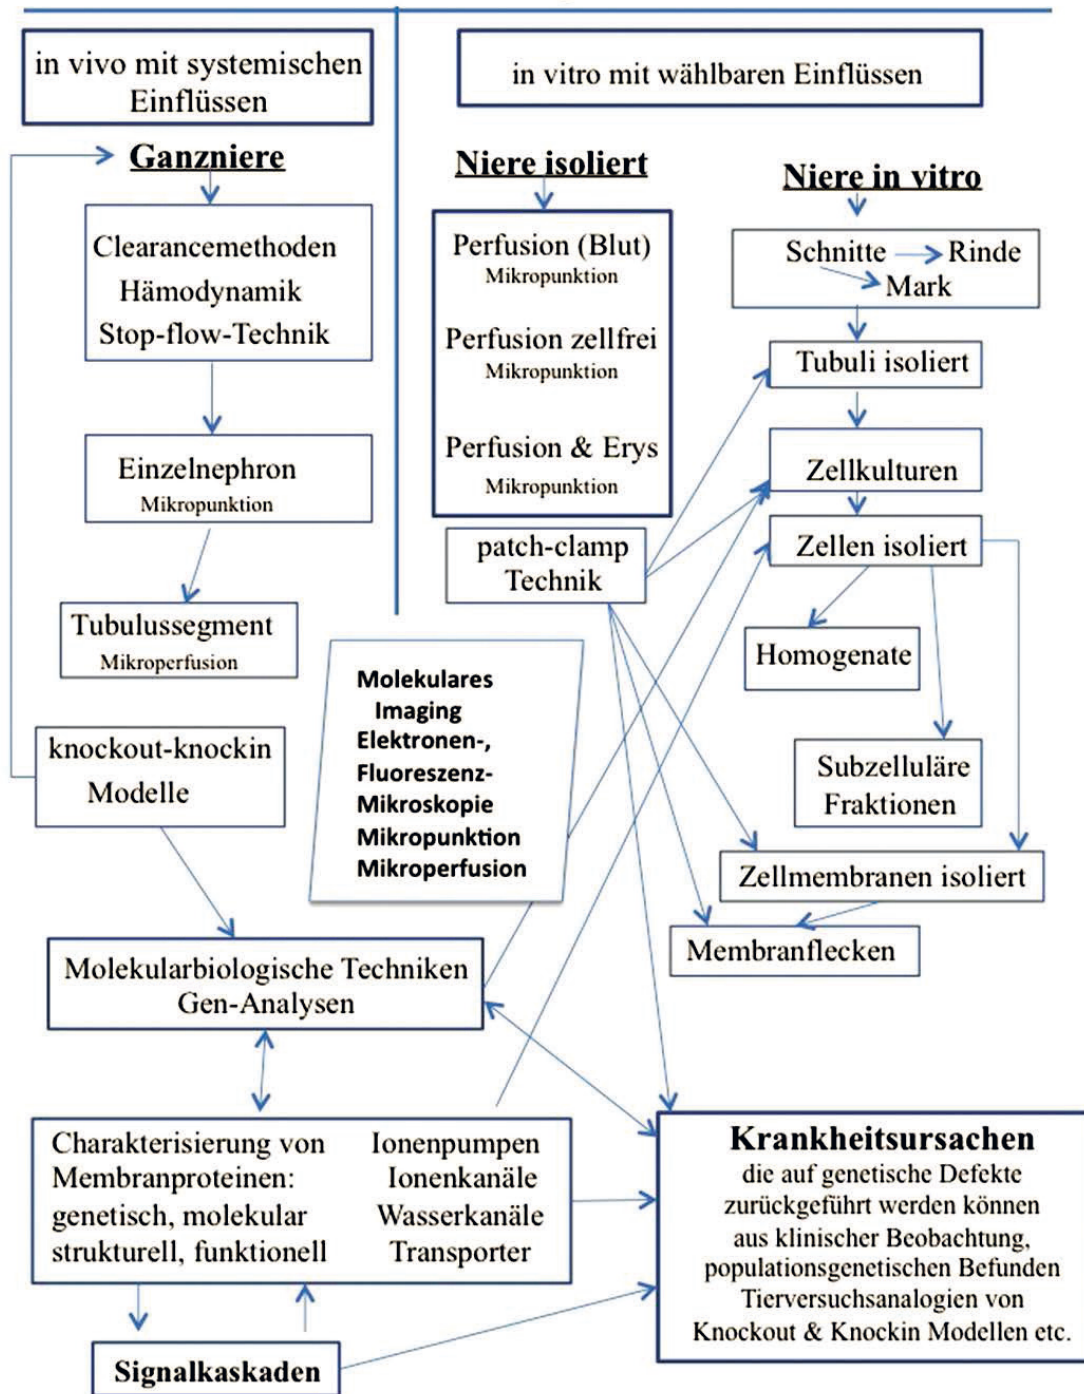 in vivo mit systemischen
Einflüssen
in vitro mit wählbaren Einflüssen
Ganzniere
Clearancemethoden
Hämodynamik
Stop-flow-Technik
Einzelnephron
Mikropunktion
Tubulussegment
Mikroperfusion
knockout-knockin
Modelle
Niere isoliert
Perfusion (Blut)
Mikropunktion
Perfusion zellfrei
Mikropunktion
Perfusion & Erys
Mikropunktion
patch-clamp
Technik
Niere in vitro
Schnitte Rinde
Mark
Tubuli isoliert
Zellkulturen
Zellen isoliert
Homogenate
Subzelluläre
Fraktionen
Zellmembranen isoliert
Membranflecken
Molekulares
Imaging
Elektronen-,
Fluoreszenz-
Mikroskopie
Mikropunktion
Mikroperfusion
Molekularbiologische Techniken
Gen-Analysen
Charakterisierung von Ionenpumpen
Membranproteinen: Ionenkanäle
genetisch, molekular Wasserkanäle
strukturell, funktionell Transporter
Signalkaskaden
Krankheitsursachen
die auf genetische Defekte
zurückgeführt werden können
aus klinischer Beobachtung,
populationsgenetischen Befunden
Tierversuchsanalogien von
Knockout & Knockin Modellen etc.